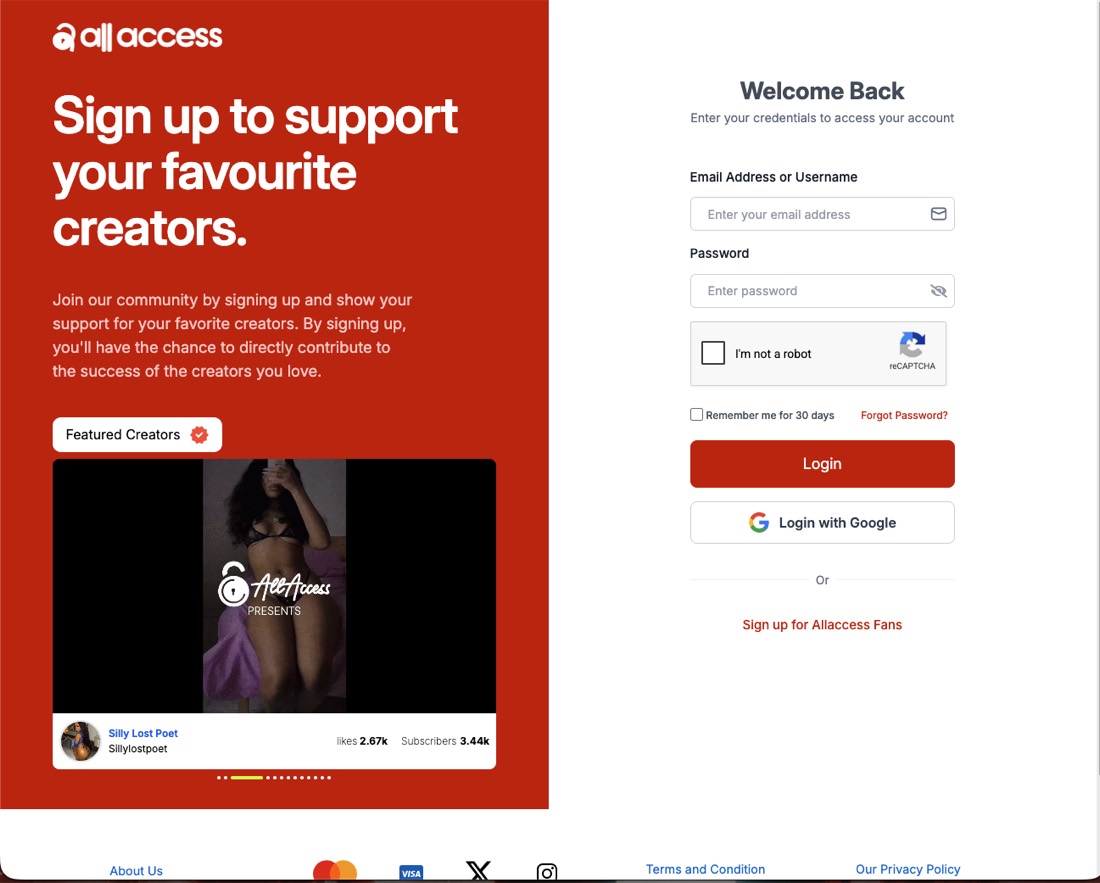 all access
Sign up to support
your favourite
creators.
Join our community by signing up and show your
support for your favorite creators. By signing up,
you'll have the chance to directly contribute to
the success of the creators you love.
Featured Creators
AllAccess
PRESENTS
Silly Lost Poet
Sillylostpoet
likes 2.67k Subscribers 3.44k
Welcome Back
Enter your credentials to access your account
Email Address or Username
Enter your email address
Password
Enter password
I'm not a robot
reCAPTCHA
Remember me for 30 days Forgot Password?
Login
Login with Google
Or
Sign up for Allaccess Fans
About Us
VISA
Terms and Condition
Our Privacy Policy